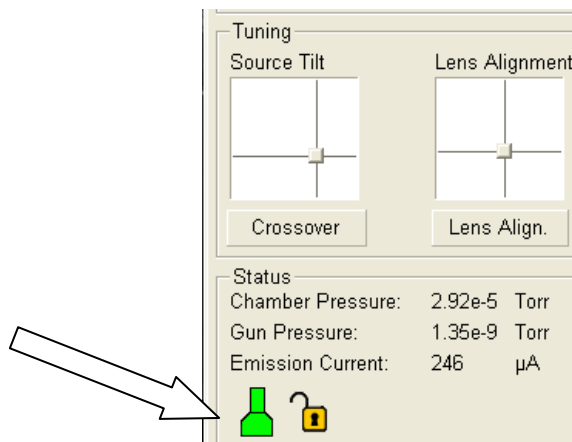 Tuning
Source Tilt Lens Alignment
Crossover Lens Align.
Status
Chamber Pressure: 2.92e-5 Torr
Gun Pressure: 1.35e-9 Torr
Emission Current: 246 µA